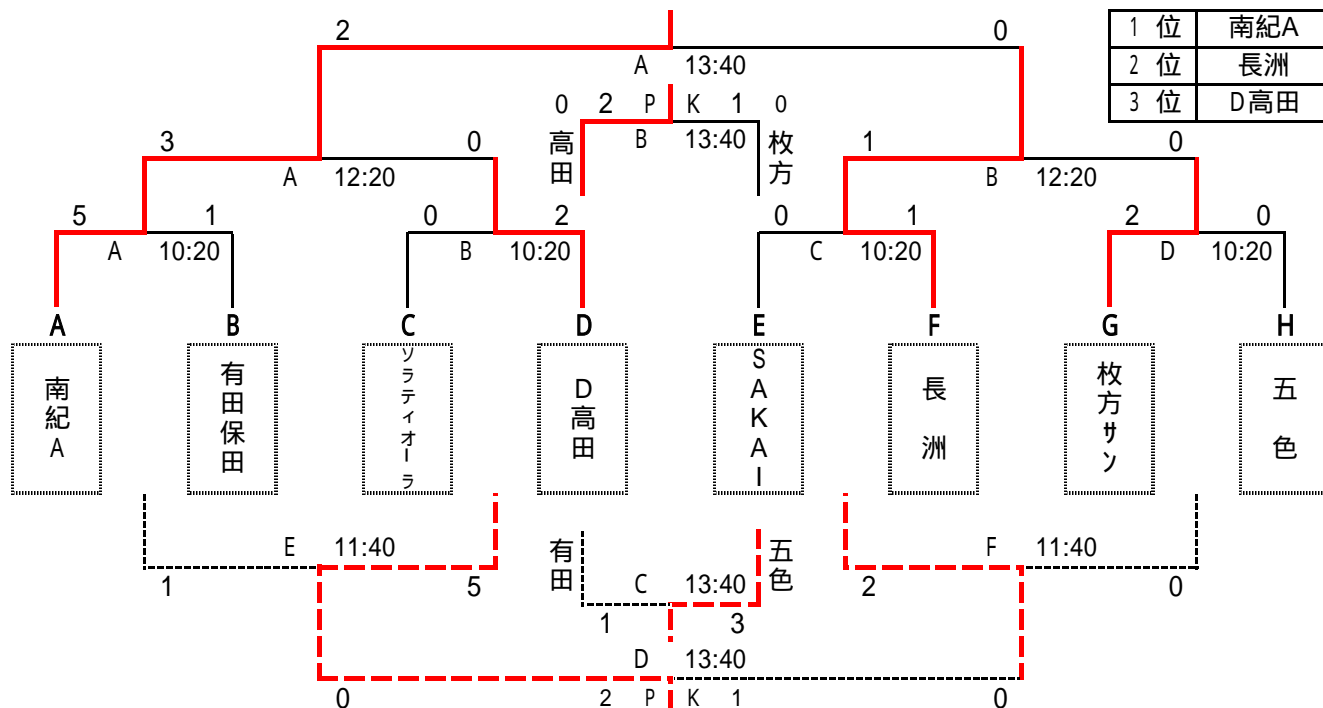 2 0
1 位 南紀A
A 13:40
2 位 長洲
0 2 P K 1 0
3 位 D高田
高田 B 13:40 枚方
3 0 1 0
A 12:20 B 12:20
5 1 0 2 0 1 2 0
A 10:20 B 10:20 C 10:20 D 10:20
A B C D E F G H
南紀A
有田保田
ソラティオーラ
D高田
SAKAI
長洲
枚方サン
五色
E 11:40 F 11:40
有田 五色
1 5 C 13:40 2 0
1 3
D 13:40
0 2 P K 1 0